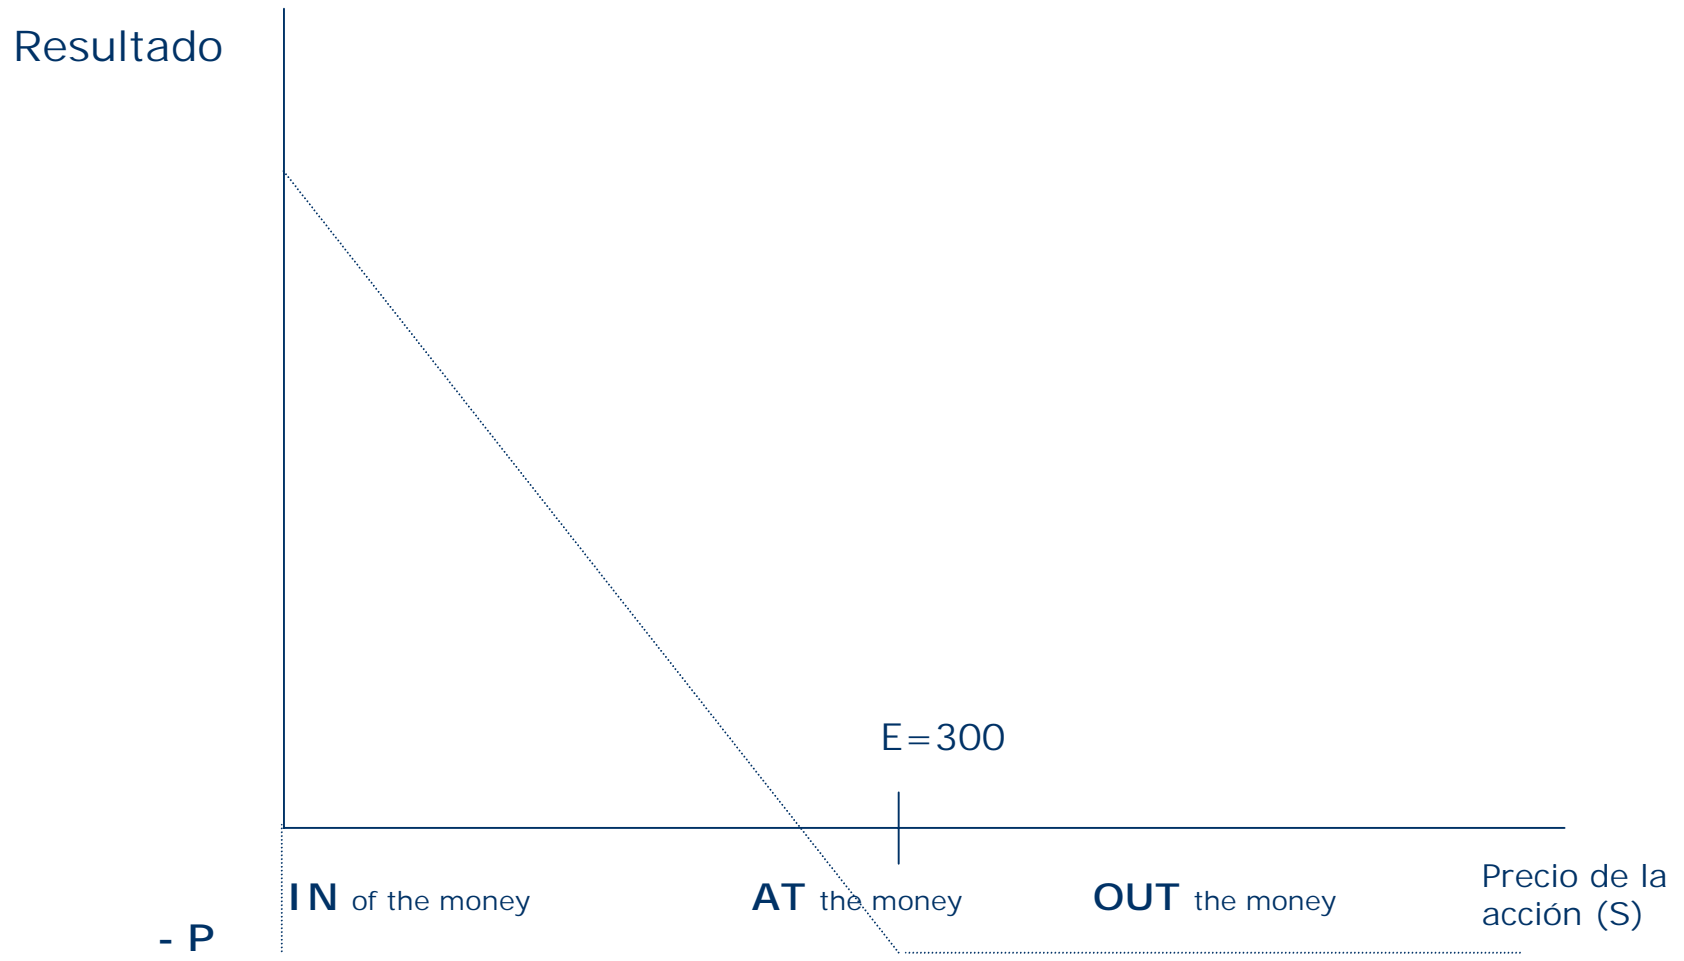 Resultado
E=300
IN of the money
AT the money
OUT the money
Precio de la
acción (S)
- P